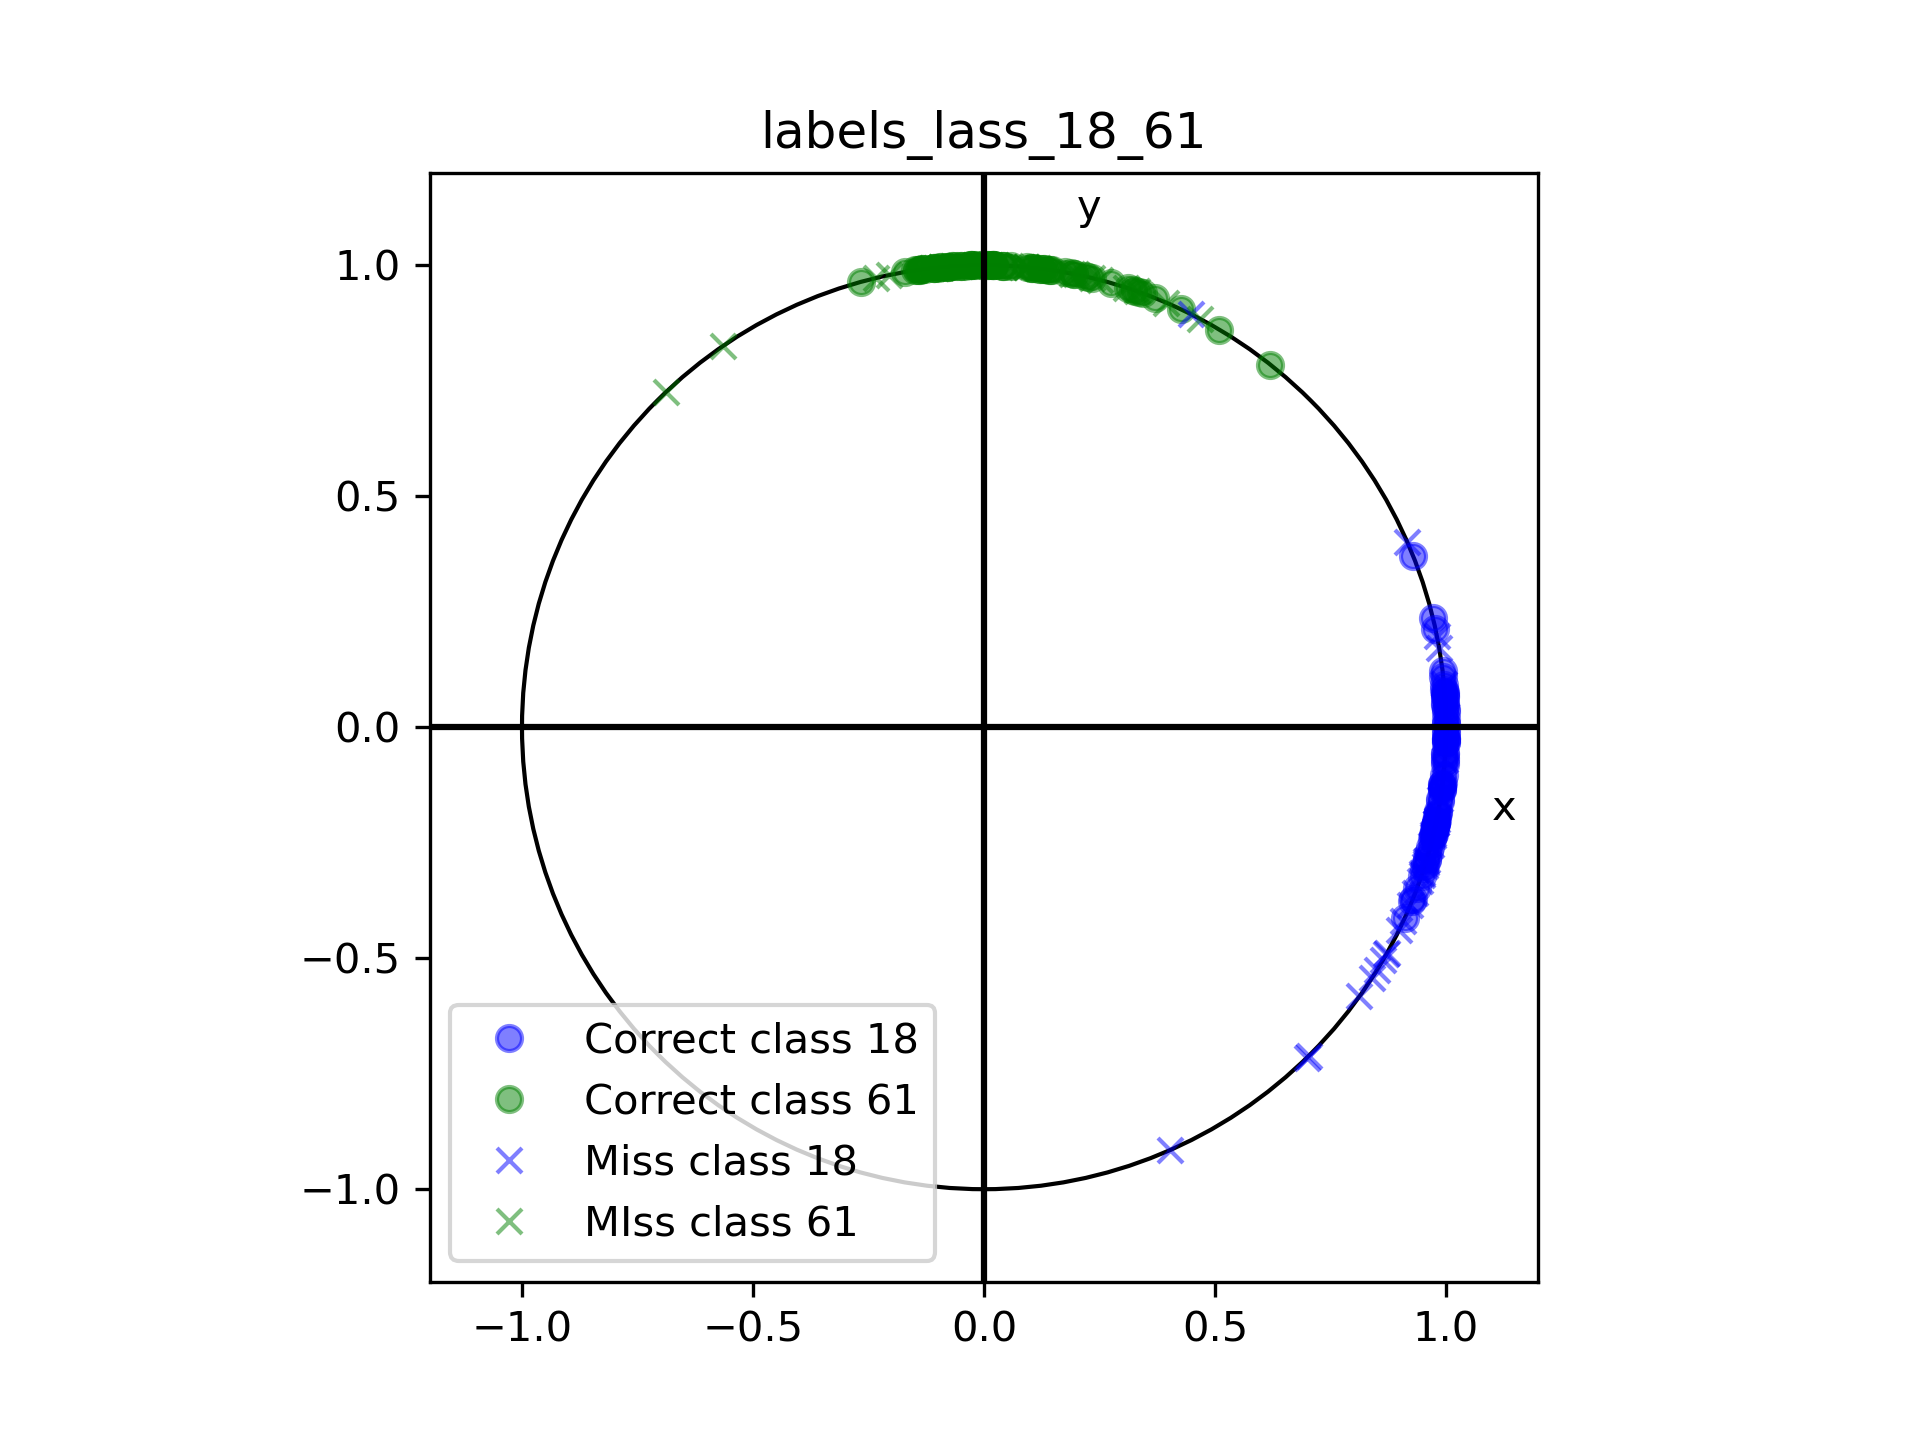 labels_lass_18_61
y
1.0
0.5
0.0
x
−0.5
−1.0
Correct class 18
Correct class 61
Miss class 18
MIss class 61
−1.0 −0.5 0.0 0.5 1.0